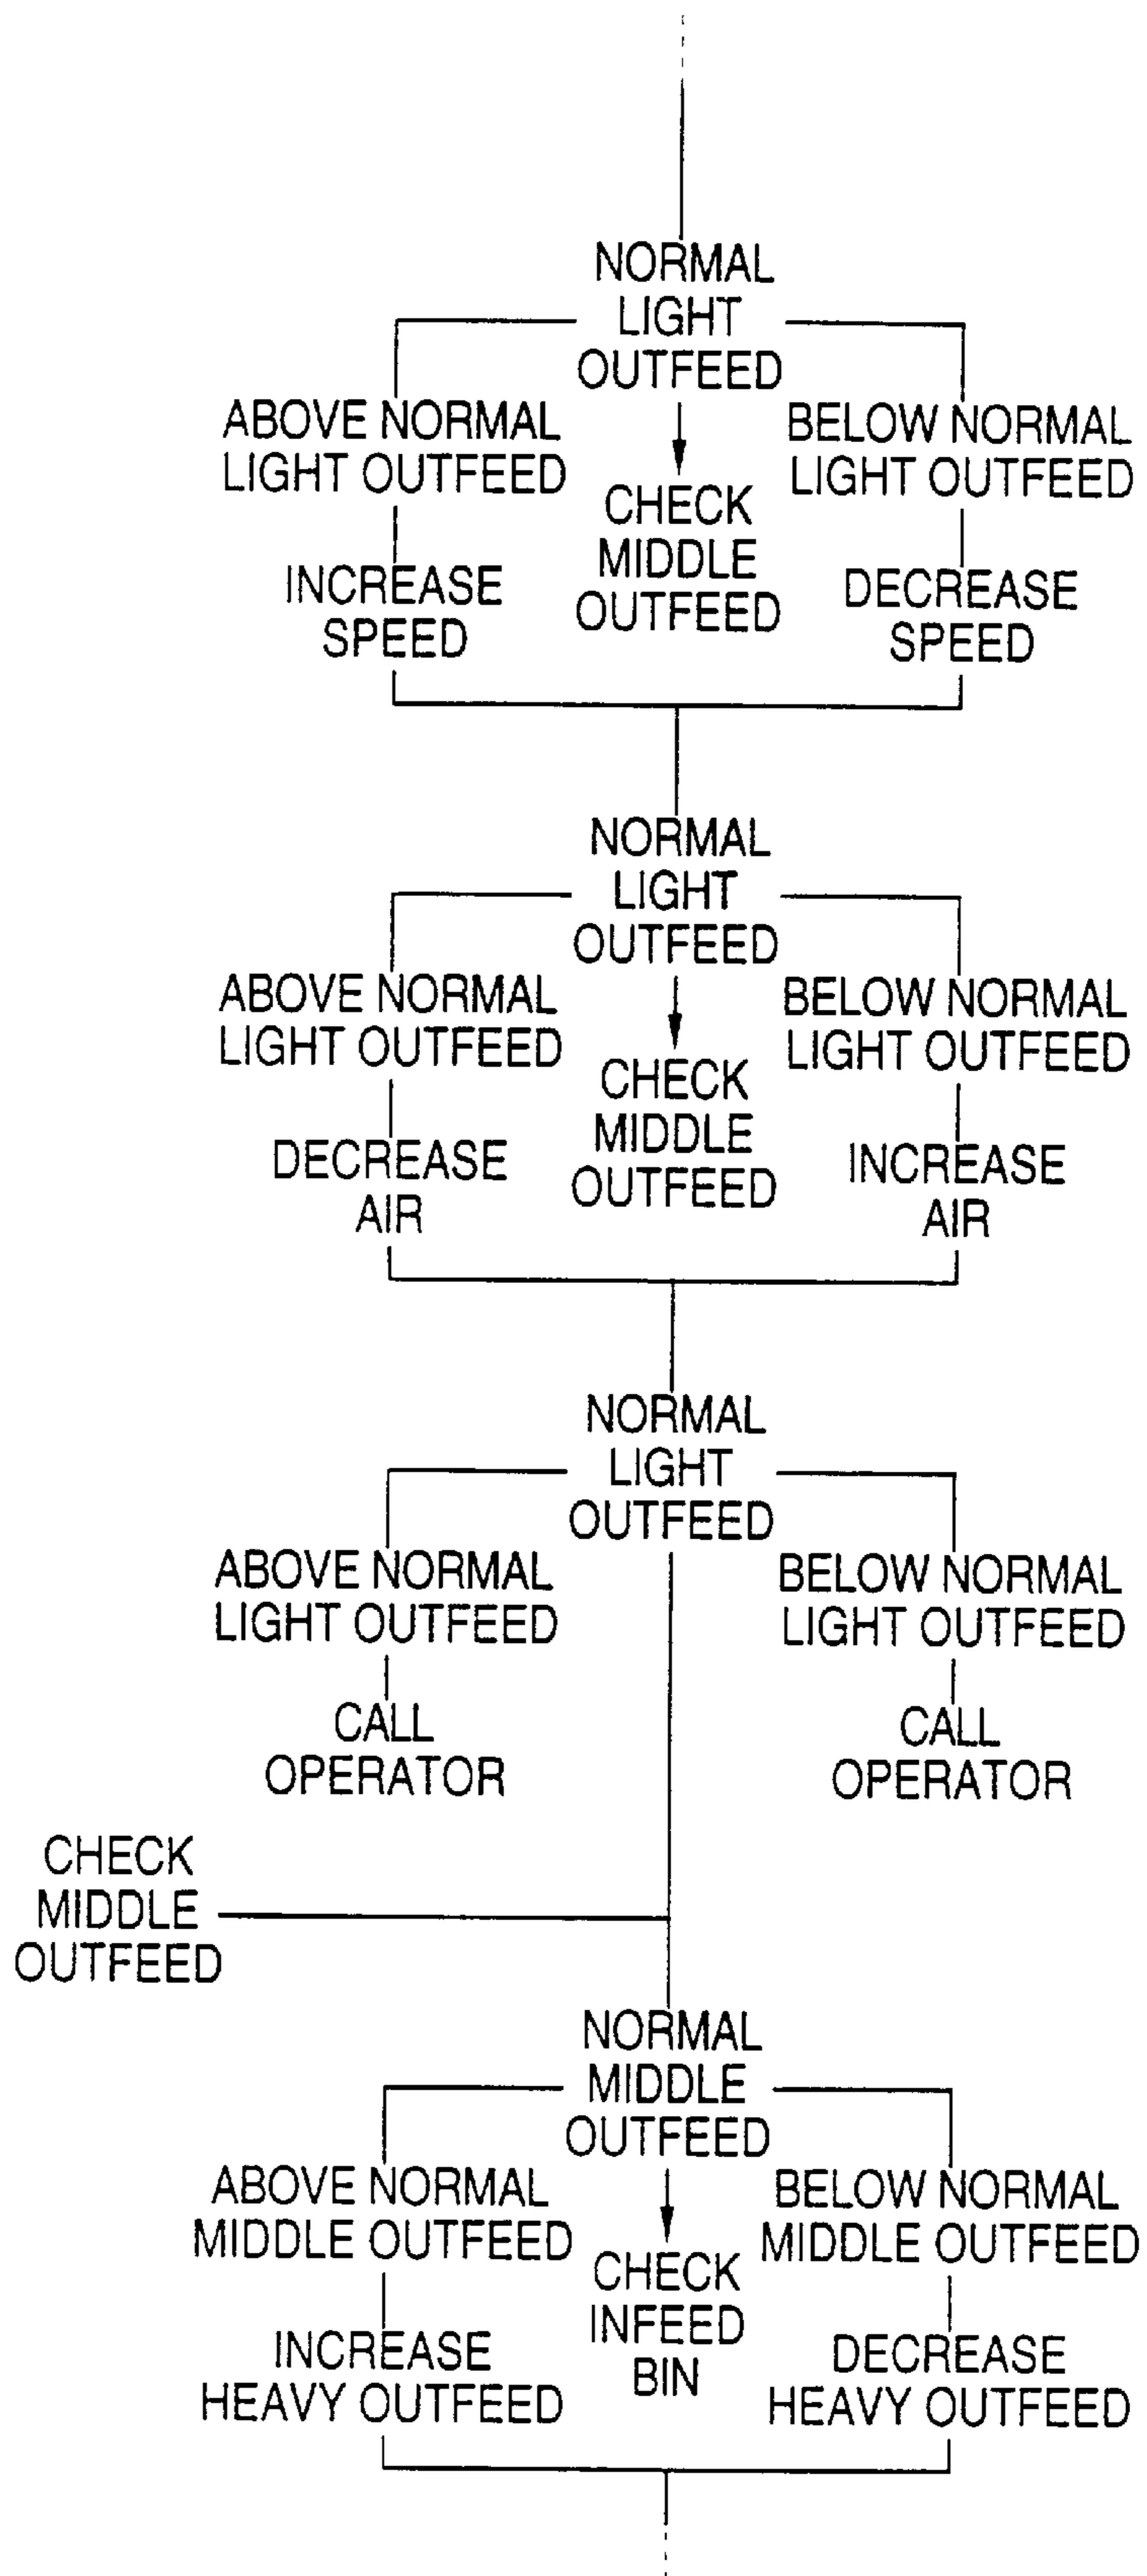 NORMAL
LIGHT
OUTFEED
ABOVE NORMAL
LIGHT OUTFEED
INCREASE
SPEED
CHECK
MIDDLE
OUTFEED
BELOW NORMAL
LIGHT OUTFEED
DECREASE
SPEED
NORMAL
LIGHT
OUTFEED
ABOVE NORMAL
LIGHT OUTFEED
DECREASE
AIR
CHECK
MIDDLE
OUTFEED
BELOW NORMAL
LIGHT OUTFEED
INCREASE
AIR
NORMAL
LIGHT
OUTFEED
ABOVE NORMAL
LIGHT OUTFEED
CALL
OPERATOR
BELOW NORMAL
LIGHT OUTFEED
CALL
OPERATOR
CHECK
MIDDLE
OUTFEED
NORMAL
MIDDLE
OUTFEED
ABOVE NORMAL
MIDDLE OUTFEED
INCREASE
HEAVY OUTFEED
CHECK
INFEED
BIN
BELOW NORMAL
MIDDLE OUTFEED
DECREASE
HEAVY OUTFEED